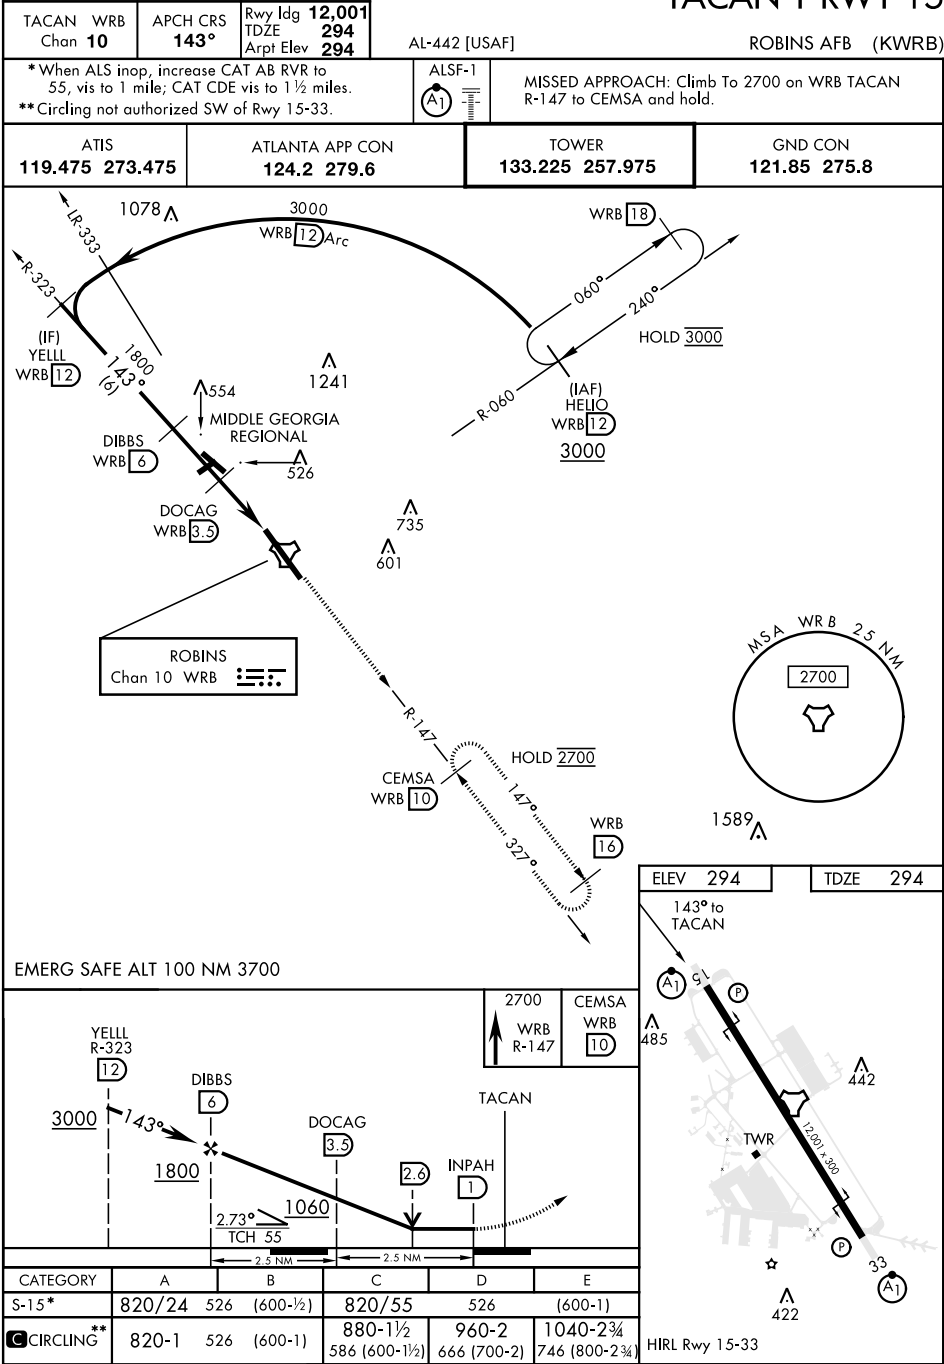 TACAN 1 RWY 15
TACAN WRB
Chan 10
APCH CRS
143°
Rwy ldg 12,001
TDZE 294
Arpt Elev 294
AL-442 [USAF]
ROBINS AFB (KWRB)
* When ALS inop, increase CAT AB RVR to
55, vis to 1 mile; CAT CDE vis to 1½ miles.
** Circling not authorized SW of Rwy 15-33.
ALSF-1
A1
MISSED APPROACH: Climb To 2700 on WRB TACAN
R-147 to CEMSA and hold.
ATIS
119.475 273.475
ATLANTA APP CON
124.2 279.6
TOWER
133.225 257.975
GND CON
121.85 275.8
1078
LR-333
3000
WRB 12 Arc
WRB 18
R-323
060°
240°
HOLD 3000
(IF)
YELLL
WRB 12
1800
143°
(6)
1241
R-060
(IAF)
HELIO
WRB 12
3000
554
MIDDLE GEORGIA
REGIONAL
DIBBS
WRB 6
526
DOCAG
WRB 3.5
735
601
ROBINS
Chan 10 WRB
MSA WRB 25 NM
2700
R-147
HOLD 2700
CEMSA
WRB 10
147°
327°
WRB
16
1589
EMERG SAFE ALT 100 NM 3700
ELEV 294
TDZE 294
143° to
TACAN
A1
15
P
485
442
TWR
12,001 x 300
P
33
A1
422
HIRL Rwy 15-33
2700
WRB
R-147
CEMSA
WRB
10
YELLL
R-323
12
DIBBS
6
TACAN
3000
143°
DOCAG
3.5
1800
2.6
INPAH
1
1060
2.73°
TCH 55
2.5 NM
2.5 NM
CATEGORY A B C D E
S-15* 820/24 526 (600-½) 820/55 526 (600-1)
C CIRCLING** 820-1 526 (600-1) 880-1½ 586 (600-1½) 960-2 666 (700-2) 1040-2¾ 746 (800-2¾)